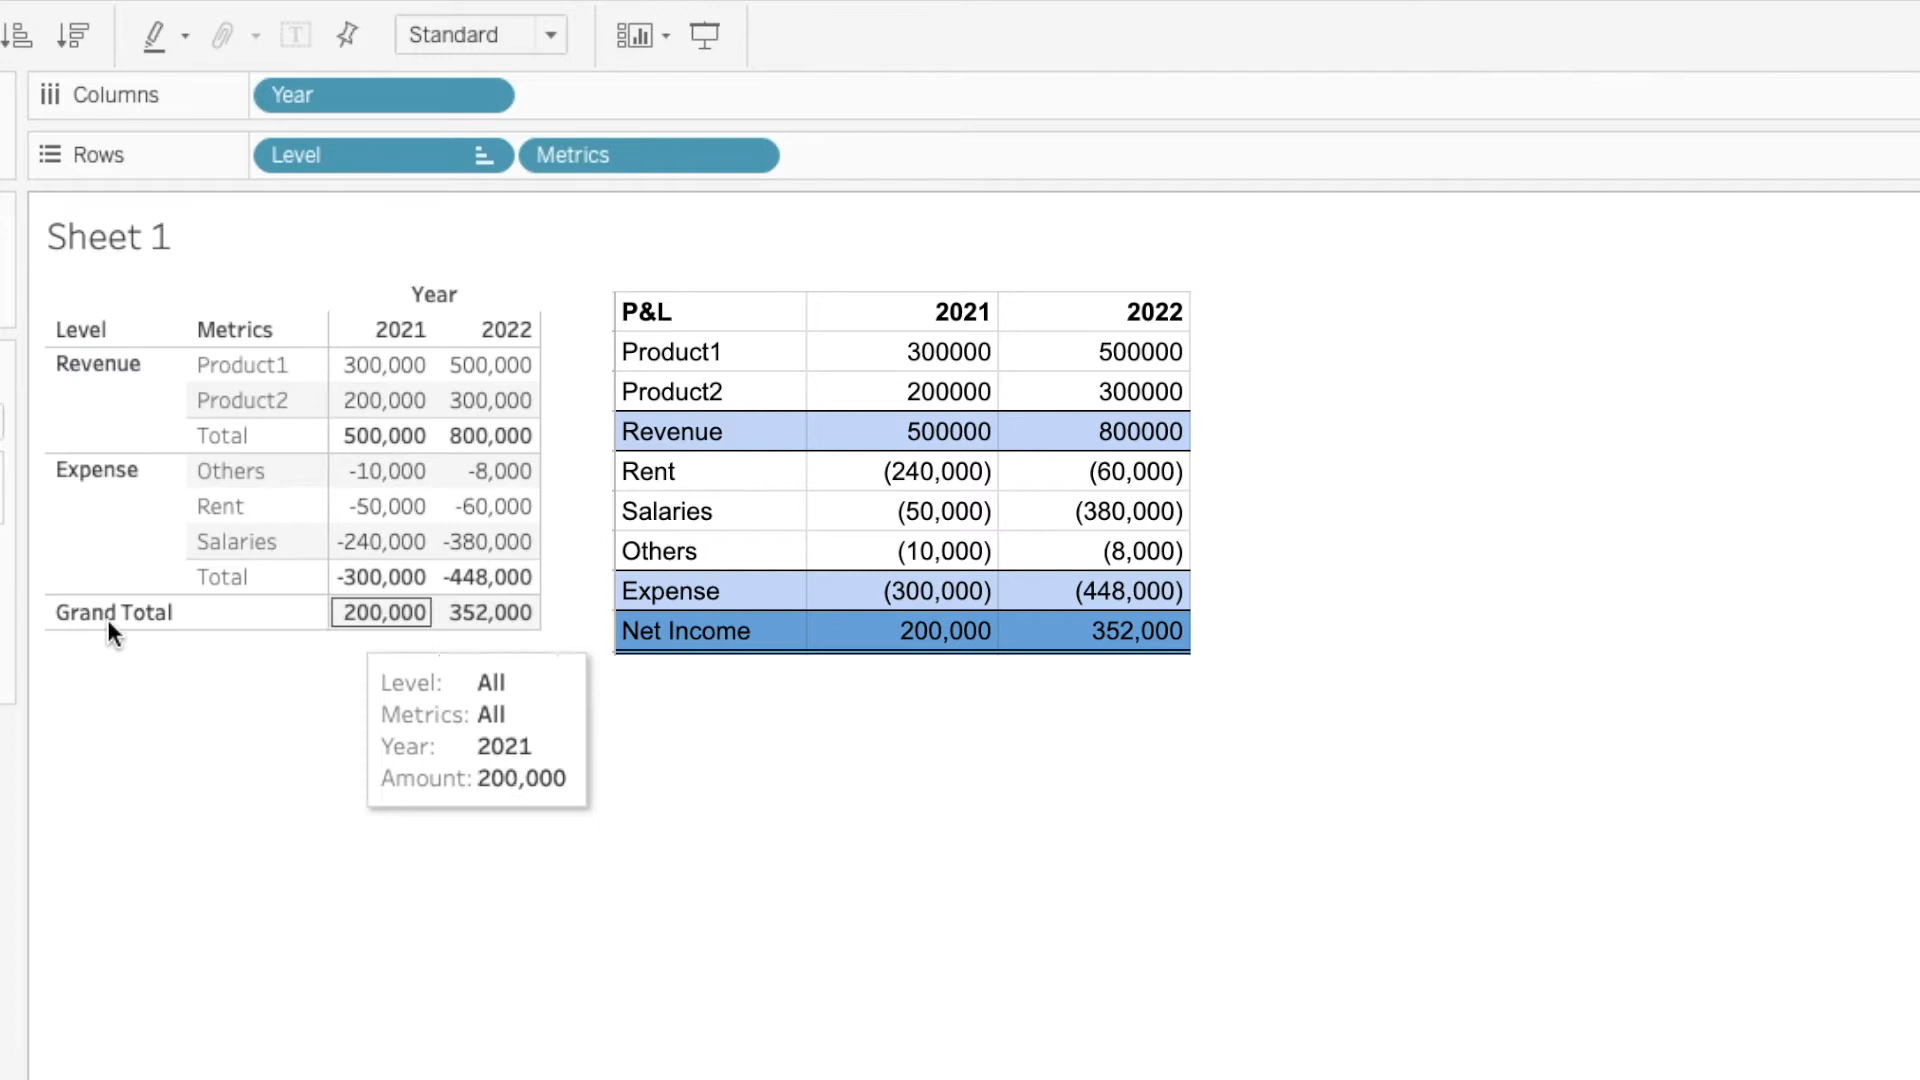 Standard
Columns
Year
Rows
Level
Metrics
Sheet 1
Year
Level Metrics 2021 2022
Revenue Product1 300,000 500,000
Product2 200,000 300,000
Total 500,000 800,000
Expense Others -10,000 -8,000
Rent -50,000 -60,000
Salaries -240,000 -380,000
Total -300,000 -448,000
Grand Total 200,000 352,000
P&L 2021 2022
Product1 300000 500000
Product2 200000 300000
Revenue 500000 800000
Rent (240,000) (60,000)
Salaries (50,000) (380,000)
Others (10,000) (8,000)
Expense (300,000) (448,000)
Net Income 200,000 352,000
Level: All
Metrics: All
Year: 2021
Amount: 200,000